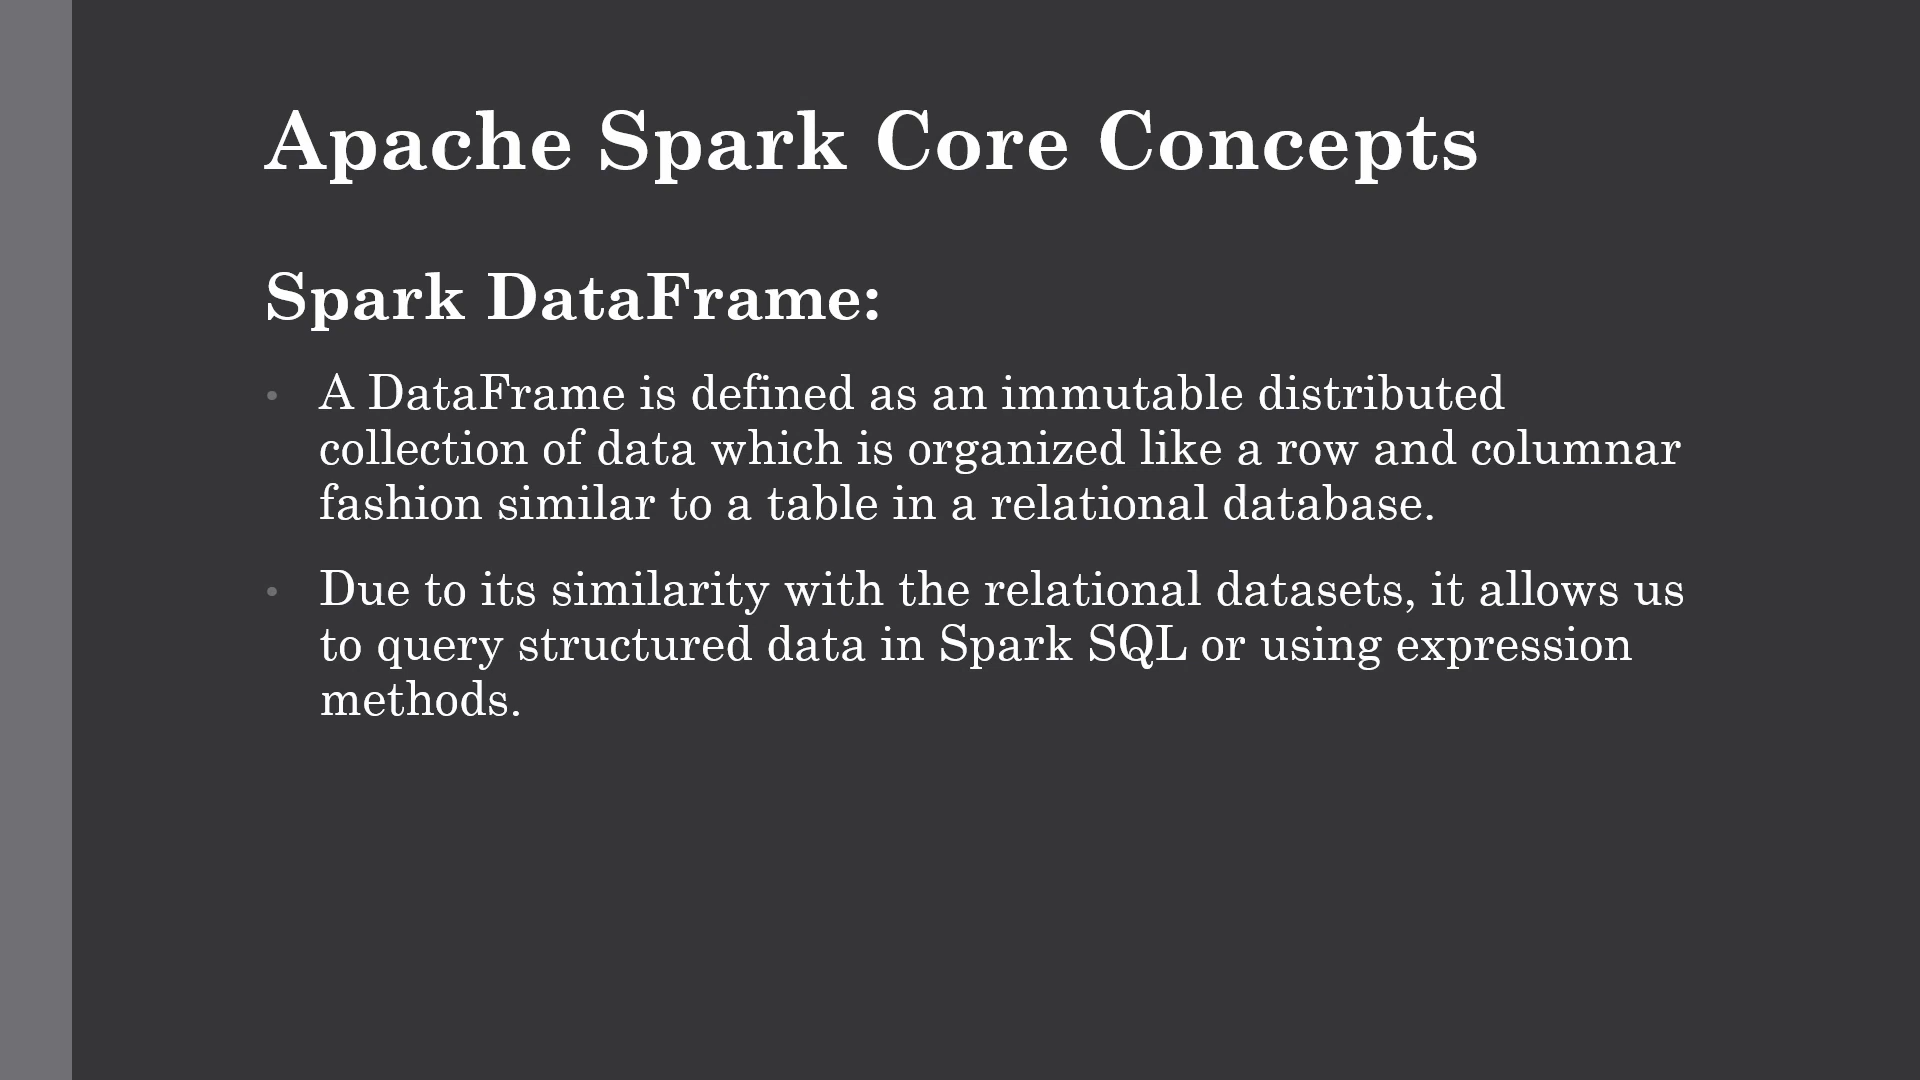 Apache Spark Core Concepts
Spark DataFrame:
• A DataFrame is defined as an immutable distributed
collection of data which is organized like a row and columnar
fashion similar to a table in a relational database.
• Due to its similarity with the relational datasets, it allows us
to query structured data in Spark SQL or using expression
methods.